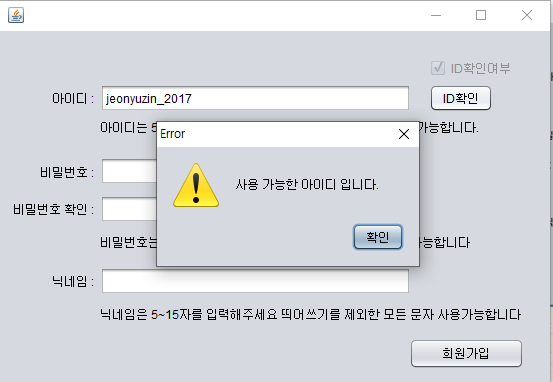 ID확인여부
아이디 : jeonyuzin_2017 ID확인
아이디는 5 가능합니다.
Error
사용 가능한 아이디 입니다.
확인
비밀번호 :
비밀번호 확인 :
비밀번호는 능합니다
닉네임 :
닉네임은 5~15자를 입력해주세요 띄어쓰기를 제외한 모든 문자 사용가능합니다
회원가입